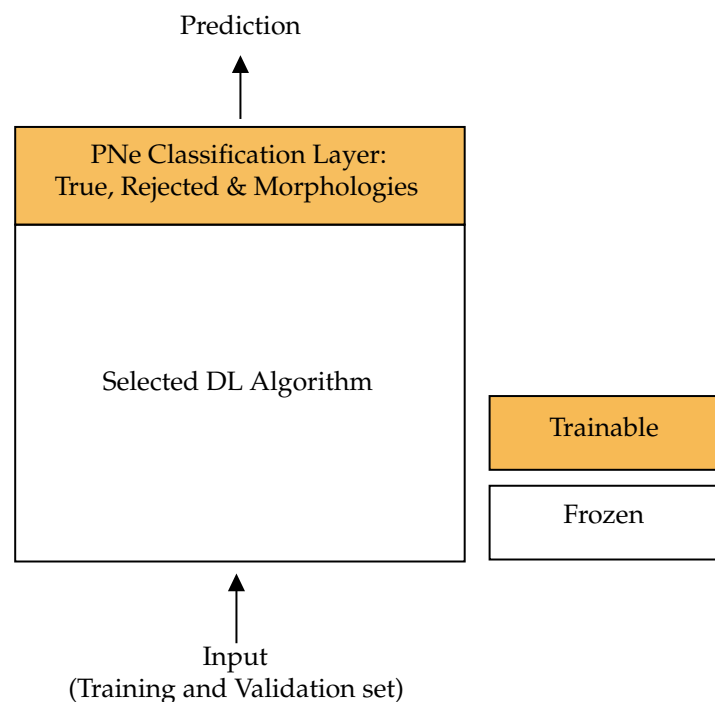 Prediction
PNe Classification Layer:
True, Rejected & Morphologies
Selected DL Algorithm
Trainable
Frozen
Input
(Training and Validation set)